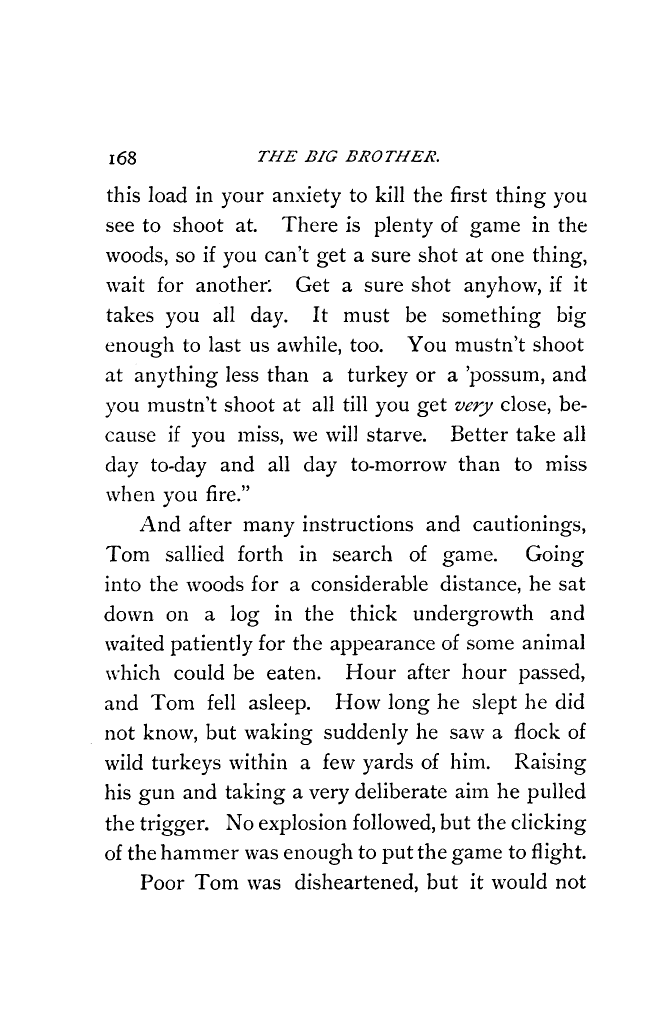 168 THE BIG BROTHER.
this load in your anxiety to kill the first thing you
see to shoot at. There is plenty of game in the
woods, so if you can't get a sure shot at one thing,
wait for another. Get a sure shot anyhow, if it
takes you all day. It must be something big
enough to last us awhile, too. You mustn't shoot
at anything less than a turkey or a 'possum, and
you mustn't shoot at all till you get very close, be-
cause if you miss, we will starve. Better take all
day to-day and all day to-morrow than to miss
when you fire."
And after many instructions and cautionings,
Tom sallied forth in search of game. Going
into the woods for a considerable distance, he sat
down on a log in the thick undergrowth and
waited patiently for the appearance of some animal
which could be eaten. Hour after hour passed,
and Tom fell asleep. How long he slept he did
not know, but waking suddenly he saw a flock of
wild turkeys within a few yards of him. Raising
his gun and taking a very deliberate aim he pulled
the trigger. No explosion followed, but the clicking
of the hammer was enough to put the game to flight.
Poor Tom was disheartened, but it would not